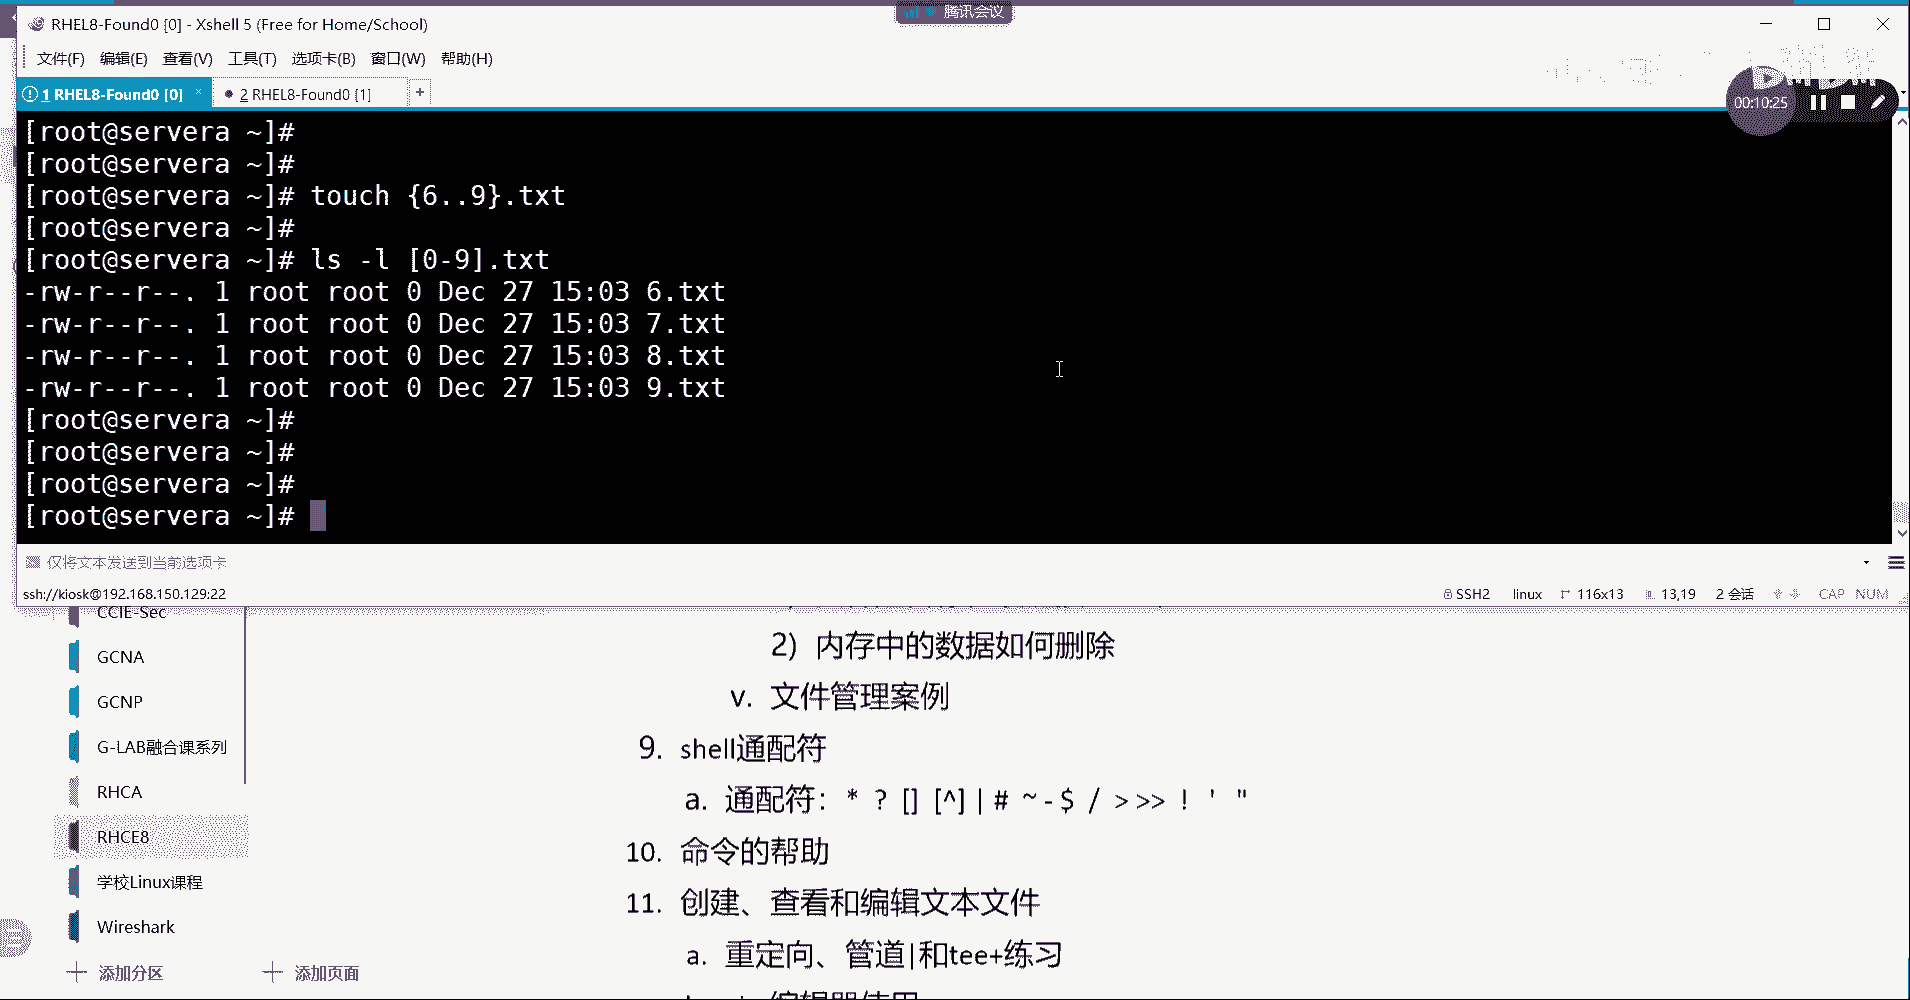 腾讯会议
RHEL8-Found0 [0] - Xshell 5 (Free for Home/School)
文件(F) 编辑(E) 查看(V) 工具(T) 选项卡(B) 窗口(W) 帮助(H)
1 RHEL8-Found0 [0] × 2 RHEL8-Found0 [1] +
00:10:25
[root@servera ~]#
[root@servera ~]#
[root@servera ~]# touch {6..9}.txt
[root@servera ~]#
[root@servera ~]# ls -l [0-9].txt
-rw-r--r--. 1 root root 0 Dec 27 15:03 6.txt
-rw-r--r--. 1 root root 0 Dec 27 15:03 7.txt
-rw-r--r--. 1 root root 0 Dec 27 15:03 8.txt
-rw-r--r--. 1 root root 0 Dec 27 15:03 9.txt
[root@servera ~]#
[root@servera ~]#
[root@servera ~]#
[root@servera ~]#
仅将文本发送到当前选项卡
ssh://kiosk@192.168.150.129:22 SSH2 linux 116x13 13,19 2 会话 CAP NUM
CCIE-Sec
GCNA
GCNP
G-LAB融合课系列
RHCA
RHCE8
学校Linux课程
Wireshark
添加分区 添加页面
2) 内存中的数据如何删除
v. 文件管理案例
9. shell通配符
a. 通配符： * ? [] [^] | # ~ - $ / > >> ! ' "
10. 命令的帮助
11. 创建、查看和编辑文本文件
a. 重定向、管道|和tee+练习